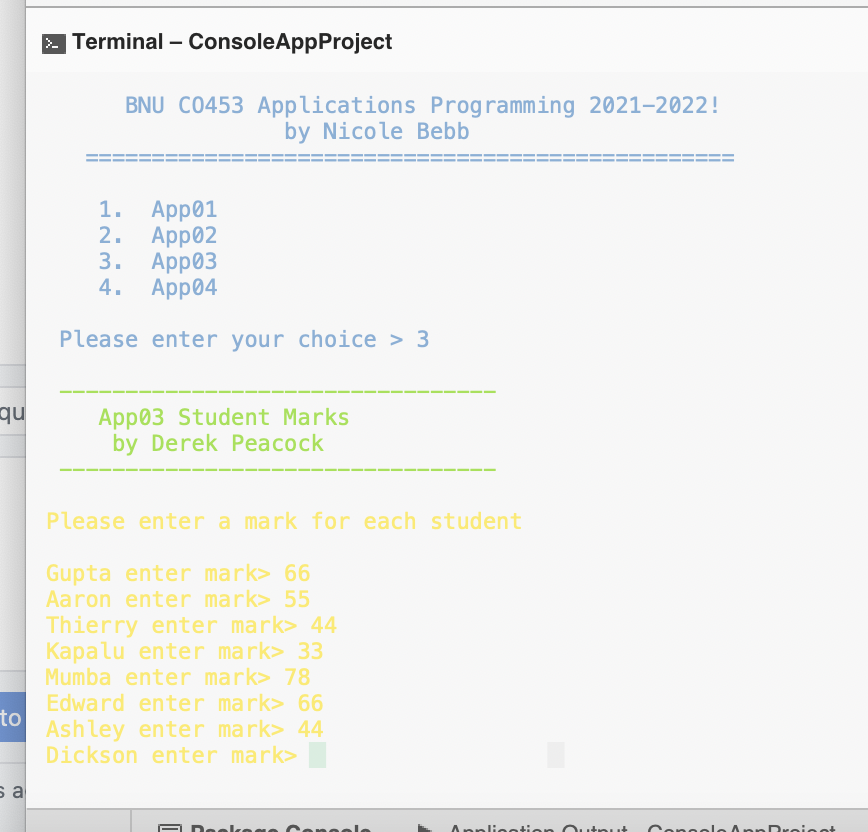 Terminal – ConsoleAppProject
BNU CO453 Applications Programming 2021-2022!
by Nicole Bebb
=================================================
1. App01
2. App02
3. App03
4. App04
Please enter your choice > 3
---------------------------------
App03 Student Marks
by Derek Peacock
---------------------------------
Please enter a mark for each student
Gupta enter mark> 66
Aaron enter mark> 55
Thierry enter mark> 44
Kapalu enter mark> 33
Mumba enter mark> 78
Edward enter mark> 66
Ashley enter mark> 44
Dickson enter mark>
qu
to
s a
Package Console
Application Output – ConsoleAppProject